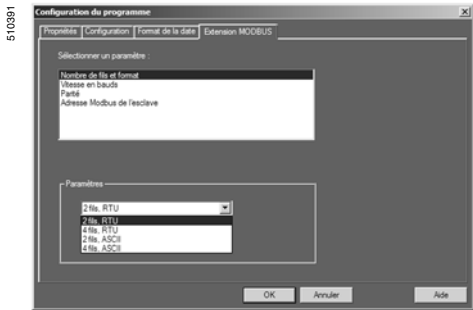 510391
Configuration du programme
Propriétés Configuration Format de la date Extension MODBUS
Sélectionner un paramètre :
Nombre de fils et format
Vitesse en bauds
Parité
Adresse Modbus de l'esclave
Paramètres
2 fils, RTU
2 fils, RTU
4 fils, RTU
2 fils, ASCII
4 fils, ASCII
OK Annuler Aide